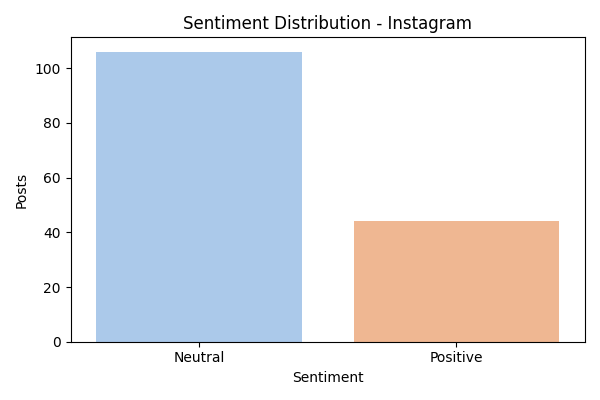 Sentiment Distribution - Instagram
Posts
100
80
60
40
20
0
Neutral
Positive
Sentiment